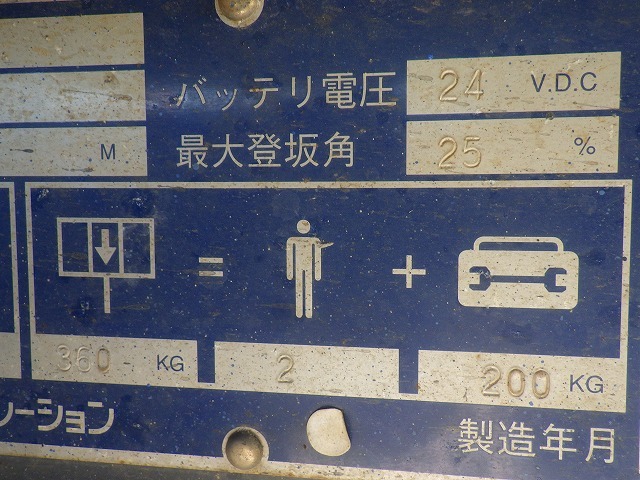 バッテリ電圧 24 V.D.C
M 最大登坂角 25 %
= +
360 KG 2 200 KG
レーション
製造年月